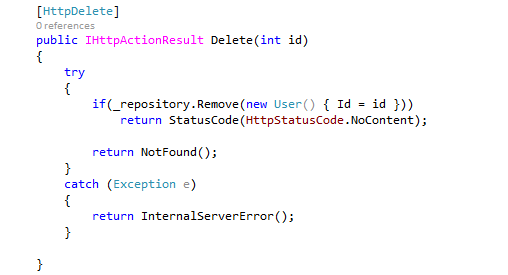 [HttpDelete]
0 references
public IHttpActionResult Delete(int id)
{
    try
    {
        if(_repository.Remove(new User() { Id = id }))
            return StatusCode(HttpStatusCode.NoContent);

        return NotFound();
    }
    catch (Exception e)
    {
        return InternalServerError();
    }

}